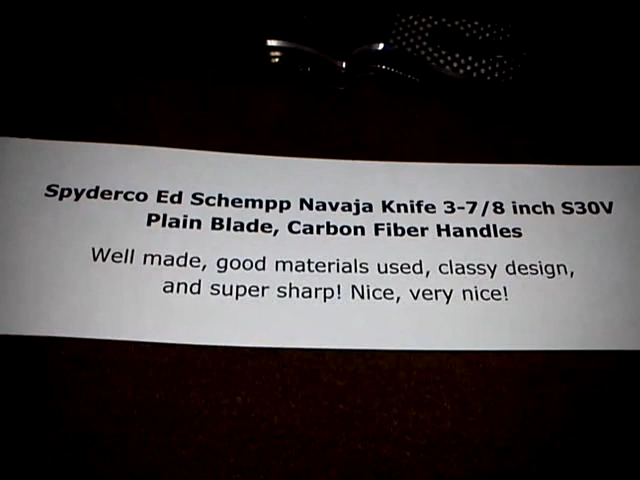 Spyderco Ed Schempp Navaja Knife 3-7/8 inch S30V
Plain Blade, Carbon Fiber Handles
Well made, good materials used, classy design,
and super sharp! Nice, very nice!